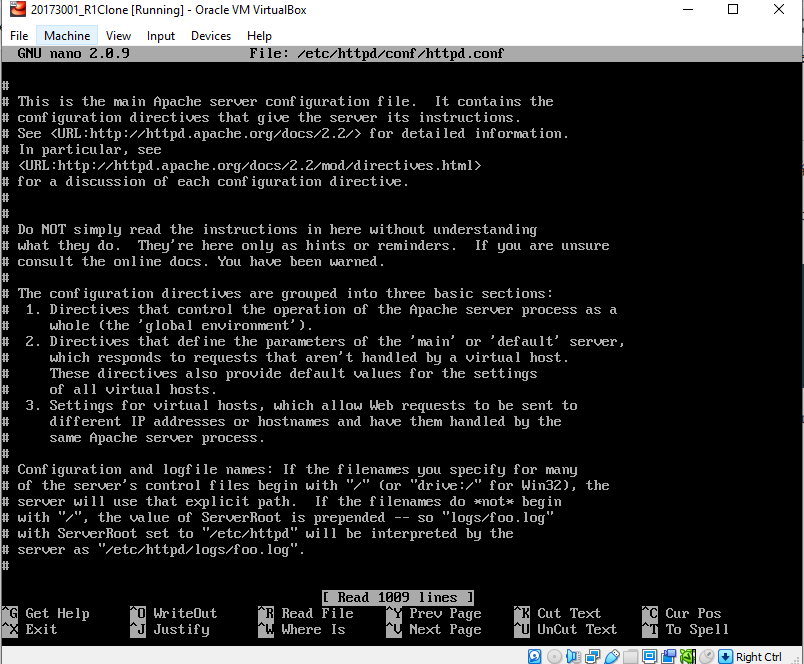 20173001_R1Clone [Running] - Oracle VM VirtualBox
File Machine View Input Devices Help
GNU nano 2.0.9 File: /etc/httpd/conf/httpd.conf
#
# This is the main Apache server configuration file. It contains the
# configuration directives that give the server its instructions.
# See <URL:http://httpd.apache.org/docs/2.2/> for detailed information.
# In particular, see
# <URL:http://httpd.apache.org/docs/2.2/mod/directives.html>
# for a discussion of each configuration directive.
#
#
# Do NOT simply read the instructions in here without understanding
# what they do. They're here only as hints or reminders. If you are unsure
# consult the online docs. You have been warned.
#
# The configuration directives are grouped into three basic sections:
# 1. Directives that control the operation of the Apache server process as a
# whole (the 'global environment').
# 2. Directives that define the parameters of the 'main' or 'default' server,
# which responds to requests that aren't handled by a virtual host.
# These directives also provide default values for the settings
# of all virtual hosts.
# 3. Settings for virtual hosts, which allow Web requests to be sent to
# different IP addresses or hostnames and have them handled by the
# same Apache server process.
#
# Configuration and logfile names: If the filenames you specify for many
# of the server's control files begin with "/" (or "drive:/" for Win32), the
# server will use that explicit path. If the filenames do *not* begin
# with "/", the value of ServerRoot is prepended -- so "logs/foo.log"
# with ServerRoot set to "/etc/httpd" will be interpreted by the
# server as "/etc/httpd/logs/foo.log".
#
[ Read 1009 lines ]
^G Get Help ^O WriteOut ^R Read File ^Y Prev Page ^K Cut Text ^C Cur Pos
^X Exit ^J Justify ^W Where Is ^V Next Page ^U UnCut Text ^T To Spell
Right Ctrl